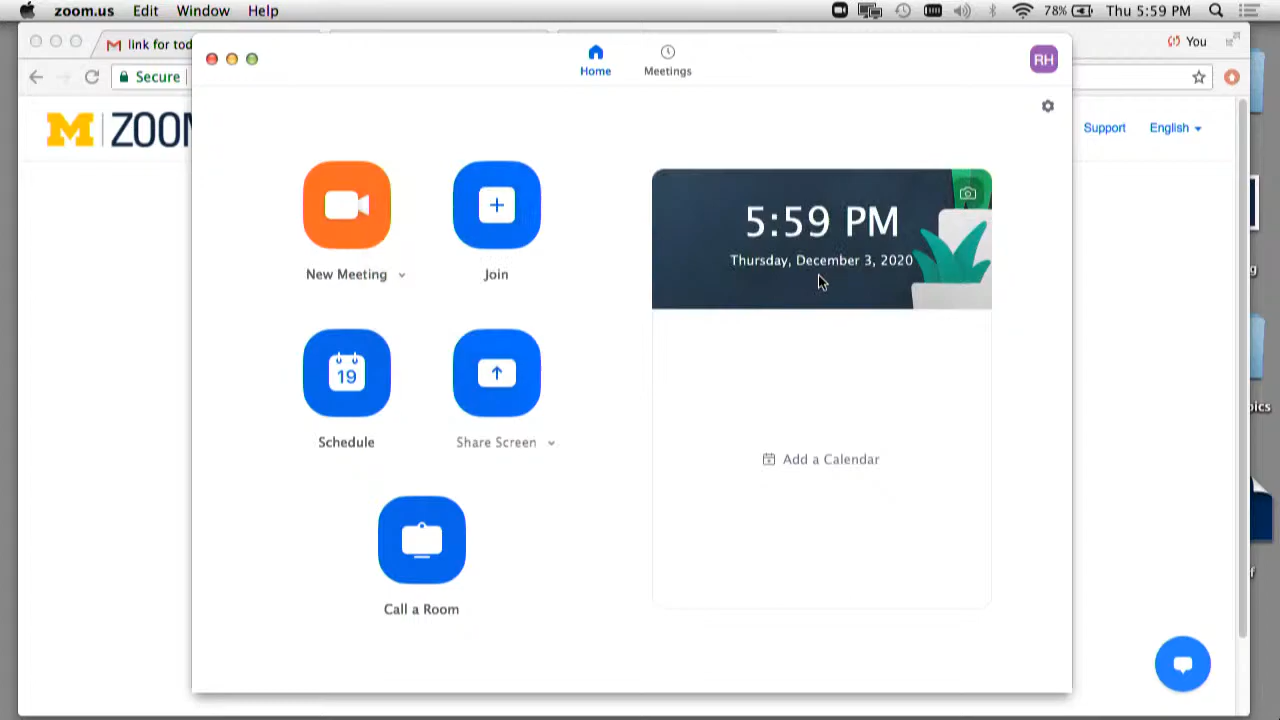 zoom.us Edit Window Help 78% Thu 5:59 PM
link for tod
You
Secure
Home
Meetings
RH
M ZOOM
Support
English
5:59 PM
Thursday, December 3, 2020
New Meeting
Join
19
Schedule
Share Screen
Add a Calendar
Call a Room
g
pics
f